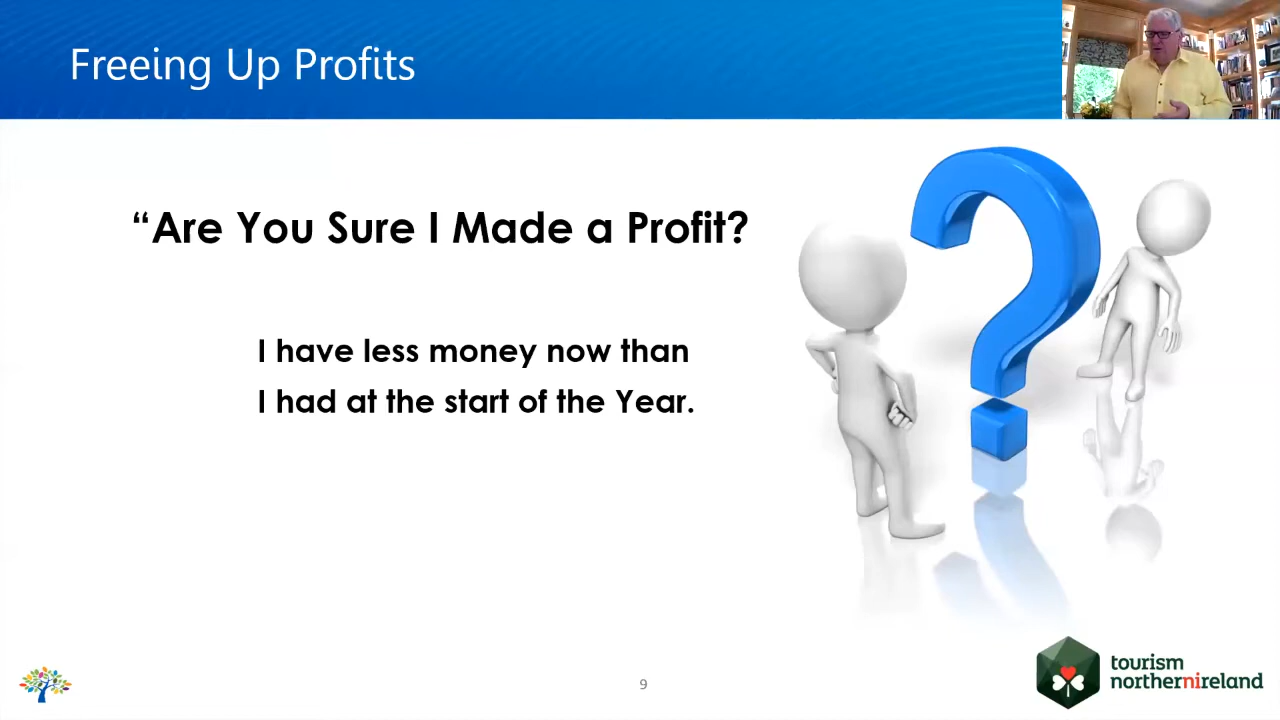 Freeing Up Profits
“Are You Sure I Made a Profit?
I have less money now than
I had at the start of the Year.
9
tourism
northernireland